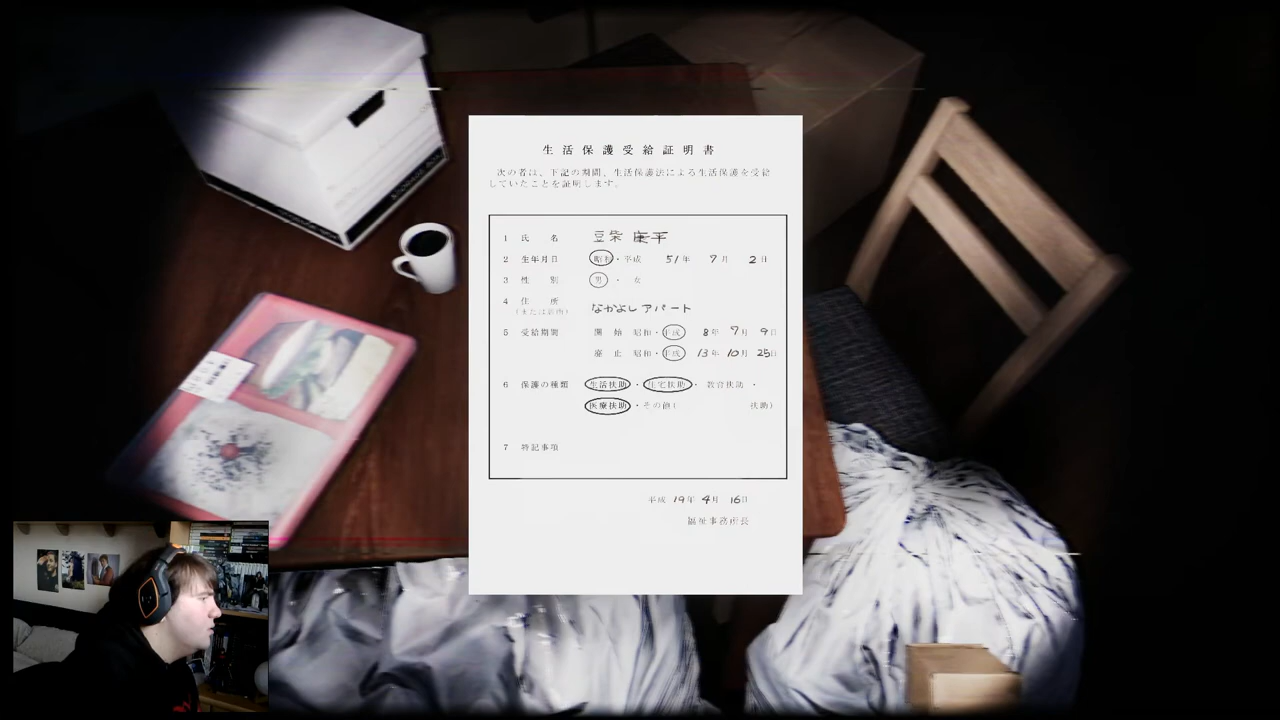 生活保護受給証明書
次の者は、下記の期間、生活保護法による生活保護を受給
していたことを証明します。
1 氏 名 豆柴 康平
2 生年月日 昭和・平成 51年 7月 2日
3 性 別 男 ・ 女
4 住 所 なかよしアパート
5 受給期間 開 始 昭和・平成 8年 7月 9日
廃 止 昭和・平成 13年 10月 25日
6 保護の種類 生活扶助 ・ 住宅扶助 ・ 教育扶助 ・
医療扶助 ・その他( 扶助)
7 特記事項
平成 19年 4月 16日
福祉事務所長